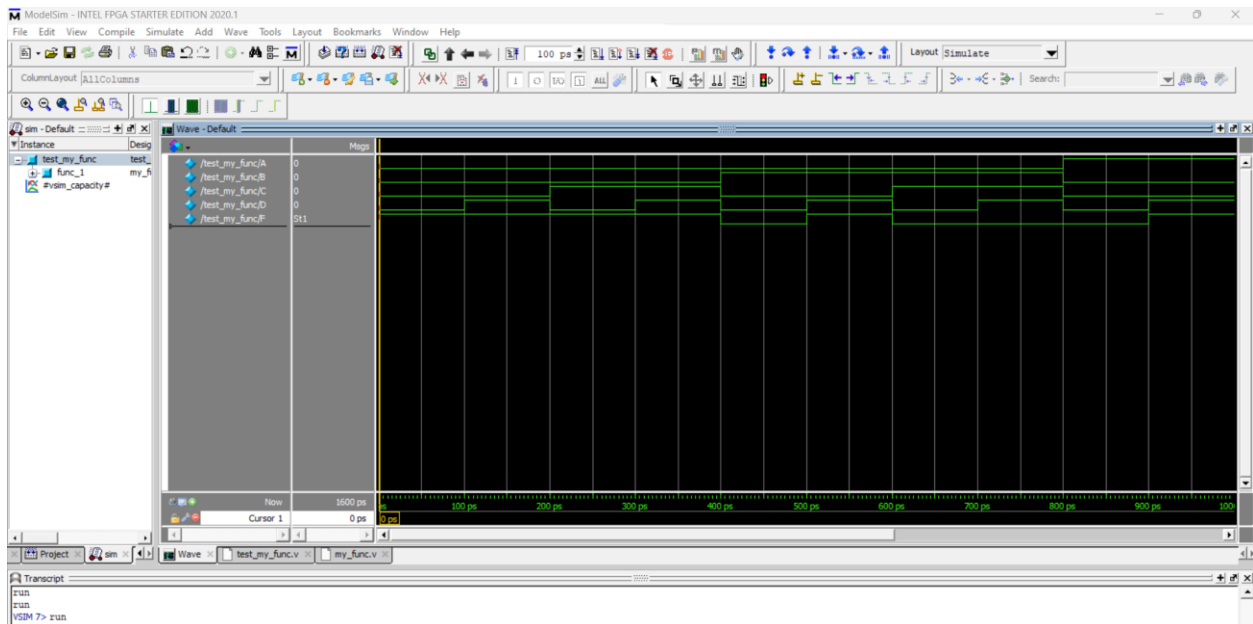 ModelSim - INTEL FPGA STARTER EDITION 2020.1
File Edit View Compile Simulate Add Wave Tools Layout Bookmarks Window Help
100 ps
Layout Simulate
ColumnLayout AllColumns
Search:
sim - Default
Wave - Default
Instance Desig
Msgs
test_my_func test_
func_1 my_fi
#vsim_capacity#
/test_my_func/A 0
/test_my_func/B 0
/test_my_func/C 0
/test_my_func/D 0
/test_my_func/F St1
Now 1600 ps
ps 100 ps 200 ps 300 ps 400 ps 500 ps 600 ps 700 ps 800 ps 900 ps 100
Cursor 1 0 ps
0 ps
Project sim Wave test_my_func.v my_func.v
Transcript
run
run
VSIM 7> run